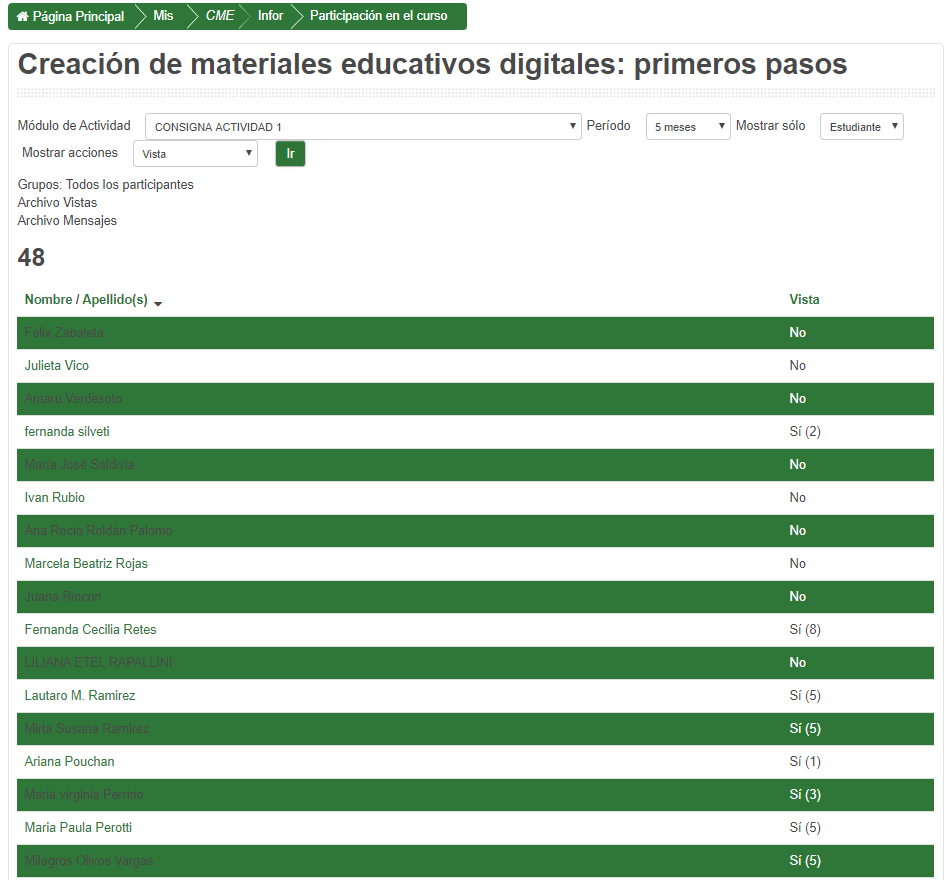 Página Principal Mis CME Infor Participación en el curso
Creación de materiales educativos digitales: primeros pasos
Módulo de Actividad CONSIGNA ACTIVIDAD 1 Período 5 meses Mostrar sólo Estudiante
Mostrar acciones Vista Ir
Grupos: Todos los participantes
Archivo Vistas
Archivo Mensajes
48
Nombre / Apellido(s) Vista
Félix Zabaleta No
Julieta Vico No
Amaru Verdesoto No
fernanda silveti Sí (2)
María José Saldivia No
Ivan Rubio No
Ana Rocío Roldán Palomo No
Marcela Beatriz Rojas No
Juana Rincon No
Fernanda Cecilia Retes Sí (8)
LILIANA ETEL RAPALLINI No
Lautaro M. Ramirez Sí (5)
Mirta Susana Ramirez Sí (5)
Ariana Pouchan Sí (1)
Maria virginia Perrino Sí (3)
Maria Paula Perotti Sí (5)
Milagros Olivos Vargas Sí (5)